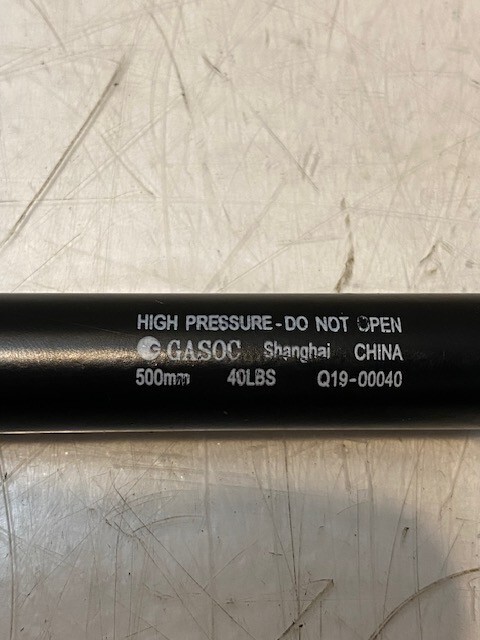 HIGH PRESSURE - DO NOT OPEN
GASOC Shanghai CHINA
500mm 40LBS Q19-00040